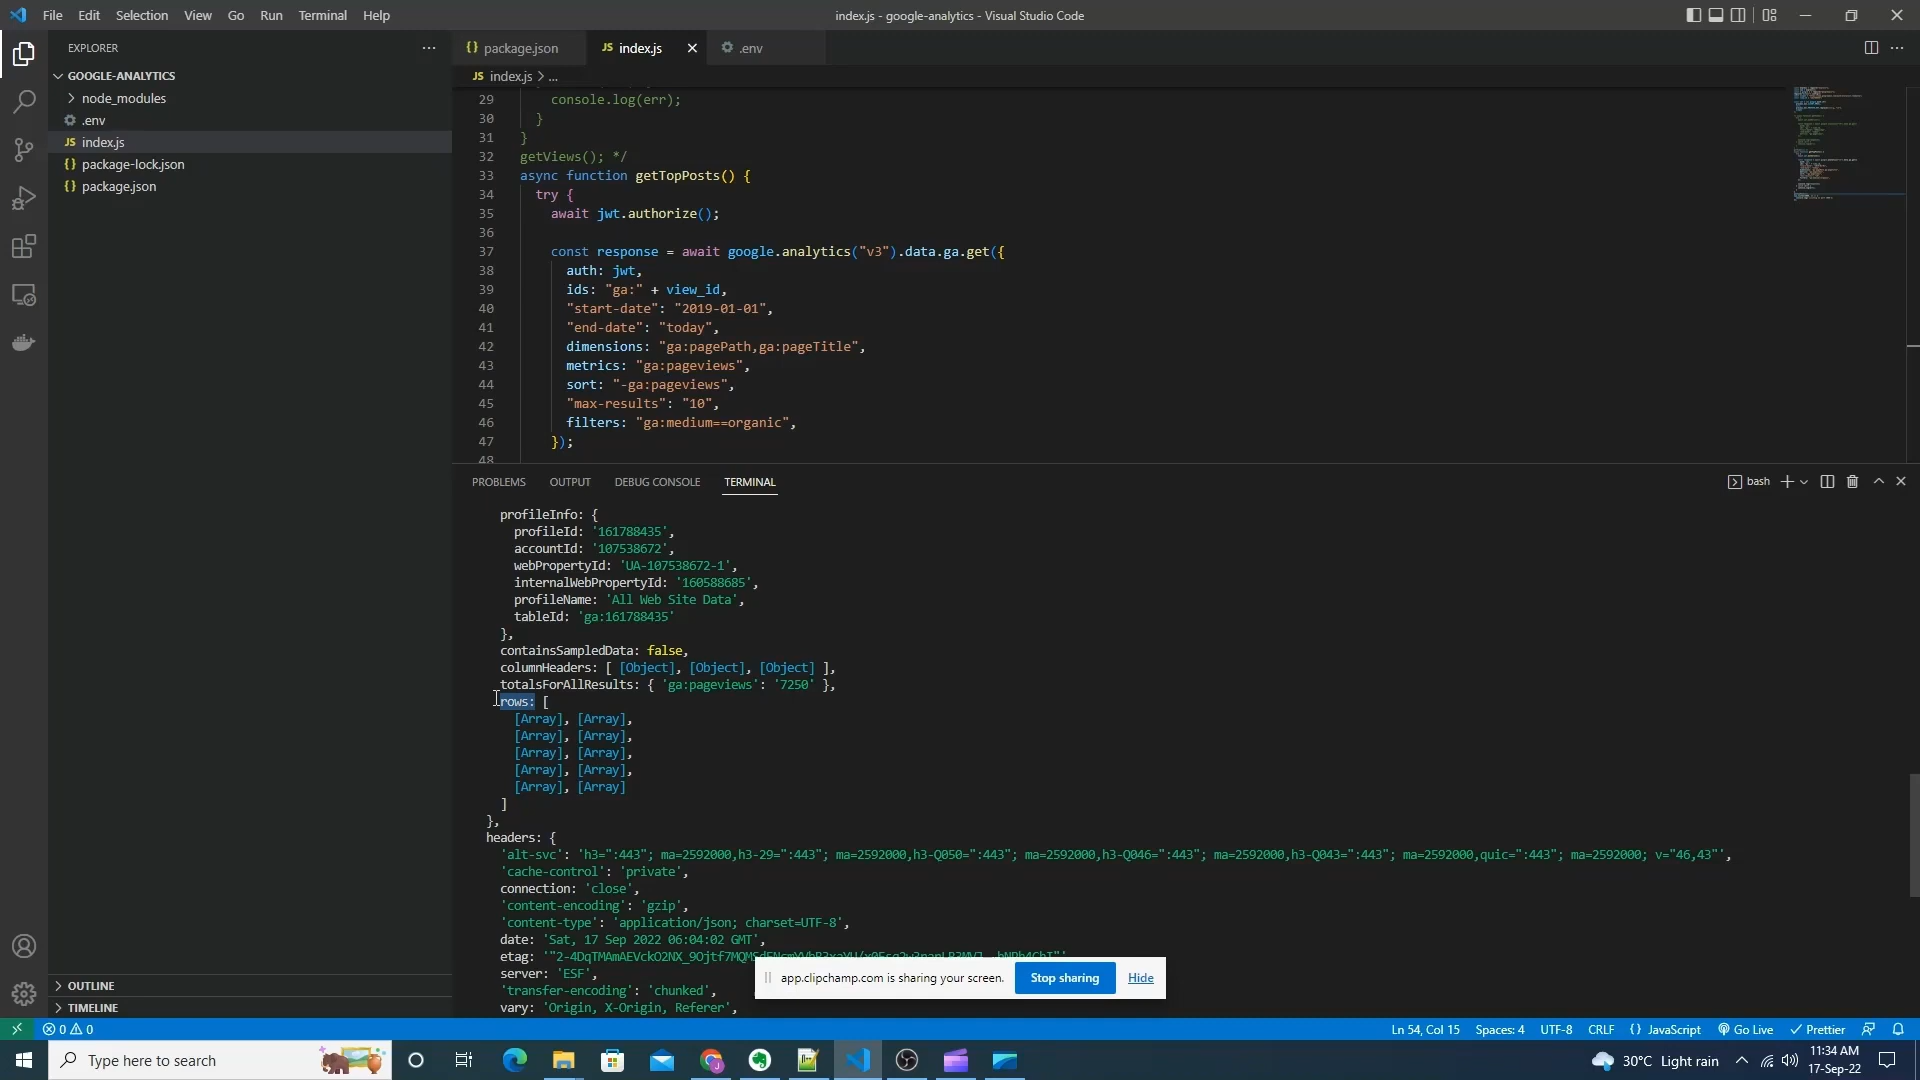 File Edit Selection View Go Run Terminal Help
index.js - google-analytics - Visual Studio Code
EXPLORER
GOOGLE-ANALYTICS
node_modules
.env
JS index.js
{} package-lock.json
{} package.json
{} package.json
JS index.js
.env
JS index.js > ...
29 console.log(err);
30 }
31 }
32 getViews(); */
33 async function getTopPosts() {
34 try {
35 await jwt.authorize();
36
37 const response = await google.analytics("v3").data.ga.get({
38 auth: jwt,
39 ids: "ga:" + view_id,
40 "start-date": "2019-01-01",
41 "end-date": "today",
42 dimensions: "ga:pagePath,ga:pageTitle",
43 metrics: "ga:pageviews",
44 sort: "-ga:pageviews",
45 "max-results": "10",
46 filters: "ga:medium==organic",
47 });
48
PROBLEMS OUTPUT DEBUG CONSOLE TERMINAL
bash
profileInfo: {
profileId: '161788435',
accountId: '107538672',
webPropertyId: 'UA-107538672-1',
internalWebPropertyId: '160588685',
profileName: 'All Web Site Data',
tableId: 'ga:161788435'
},
containsSampledData: false,
columnHeaders: [ [Object], [Object], [Object] ],
totalsForAllResults: { 'ga:pageviews': '7250' },
rows: [
[Array], [Array],
[Array], [Array],
[Array], [Array],
[Array], [Array],
[Array], [Array]
]
},
headers: {
'alt-svc': 'h3=":443"; ma=2592000,h3-29=":443"; ma=2592000,h3-Q050=":443"; ma=2592000,h3-Q046=":443"; ma=2592000,h3-Q043=":443"; ma=2592000,quic=":443"; ma=2592000; v="46,43"',
'cache-control': 'private',
connection: 'close',
'content-encoding': 'gzip',
'content-type': 'application/json; charset=UTF-8',
date: 'Sat, 17 Sep 2022 06:04:02 GMT',
etag:
server: 'ESF',
'transfer-encoding': 'chunked',
vary: 'Origin, X-Origin, Referer',
app.clipchamp.com is sharing your screen. Stop sharing Hide
OUTLINE
TIMELINE
0 0
Ln 54, Col 15 Spaces: 4 UTF-8 CRLF {} JavaScript Go Live Prettier
Type here to search
30°C Light rain
11:34 AM
17-Sep-22